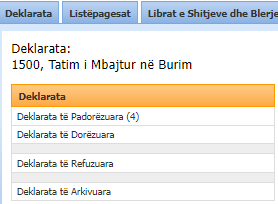 Deklarata Listëpagesat Librat e Shitjeve dhe Blerje
Deklarata:
1500, Tatim i Mbajtur në Burim
Deklarata
Deklarata të Padorëzuara (4)
Deklarata të Dorëzuara
Deklarata të Refuzuara
Deklarata të Arkivuara